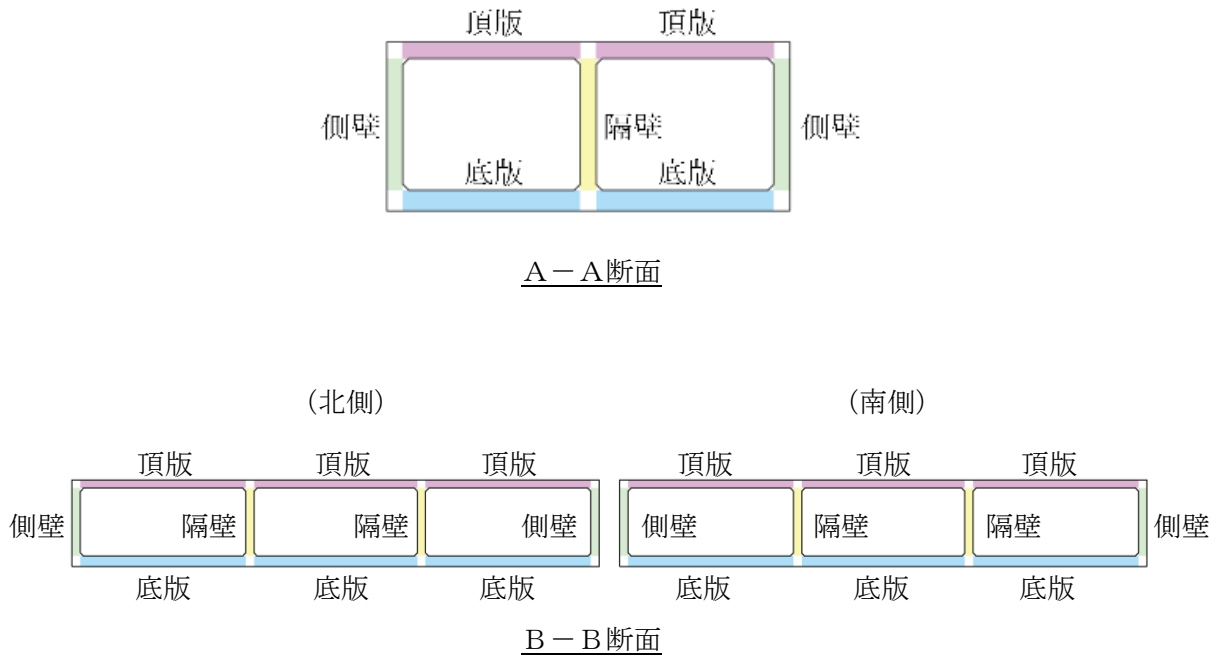 頂版 頂版
側壁 隔壁 側壁
底版 底版
A-A断面
(北側) (南側)
頂版 頂版 頂版 頂版 頂版 頂版
側壁 隔壁 隔壁 側壁 側壁 隔壁 隔壁 側壁
底版 底版 底版 底版 底版 底版
B-B断面